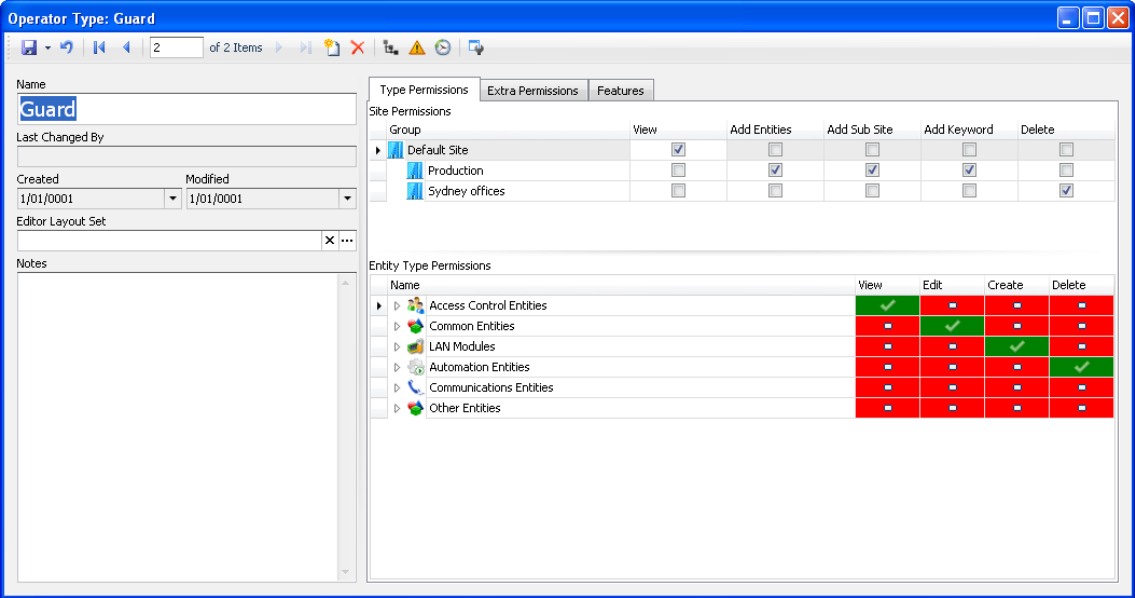 Operator Type: Guard
2 of 2 Items
Name
Guard
Last Changed By
Created Modified
1/01/0001 1/01/0001
Editor Layout Set
Notes
Type Permissions Extra Permissions Features
Site Permissions
Group View Add Entities Add Sub Site Add Keyword Delete
Default Site
Production
Sydney offices
Entity Type Permissions
Name View Edit Create Delete
Access Control Entities
Common Entities
LAN Modules
Automation Entities
Communications Entities
Other Entities